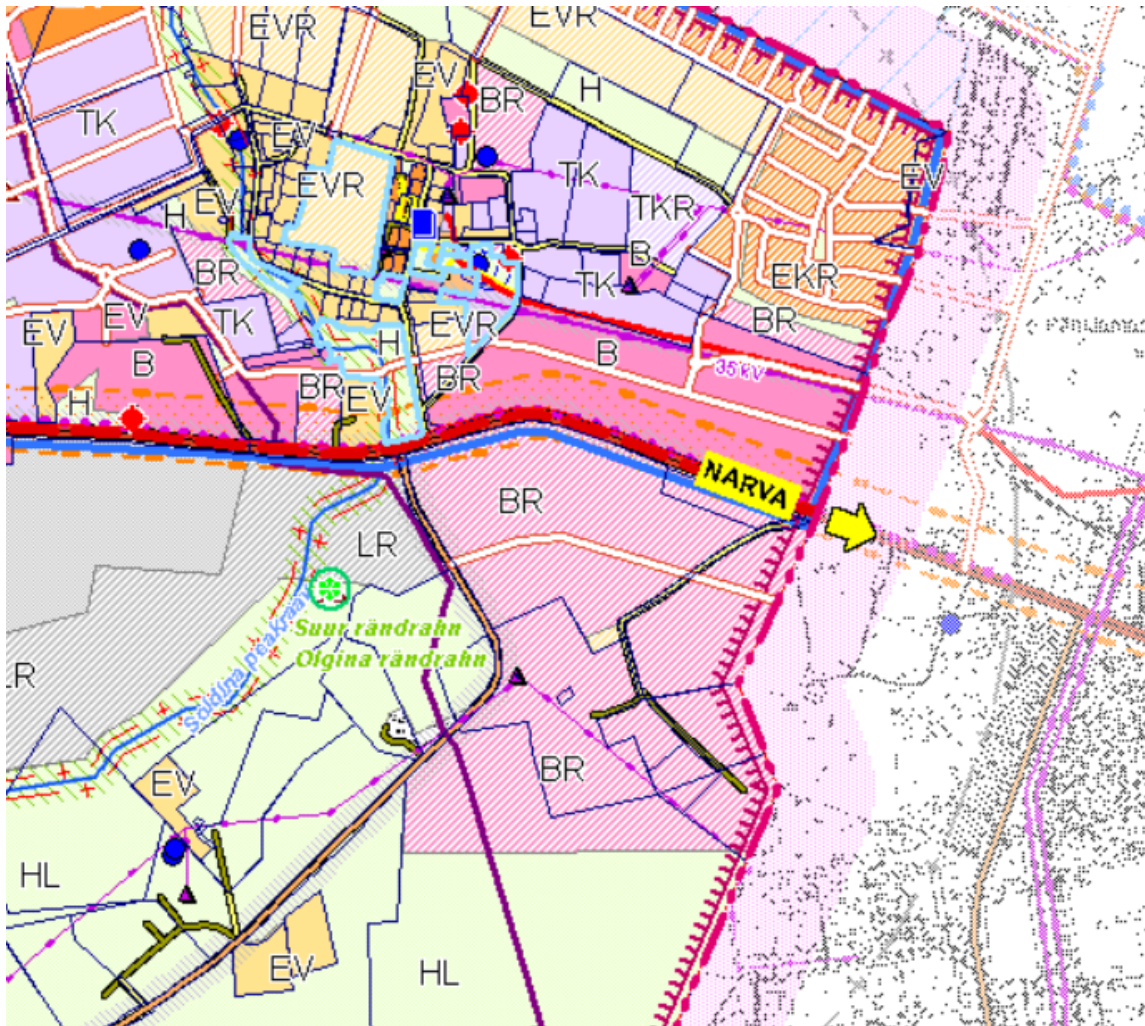 EVR
EVR
EV
BR
H
TK
EV
EVR
TK
EV
EV
H
TKR
B
BR
TK
EKR
EV
EV
TK
EVR
BR
H
B
B
35 kV
BR
EV
BR
H
NARVA
BR
LR
Suur rändrahn
Olgina rändrahn
LR
Soldina peakraav
EV
BR
HL
EV
HL